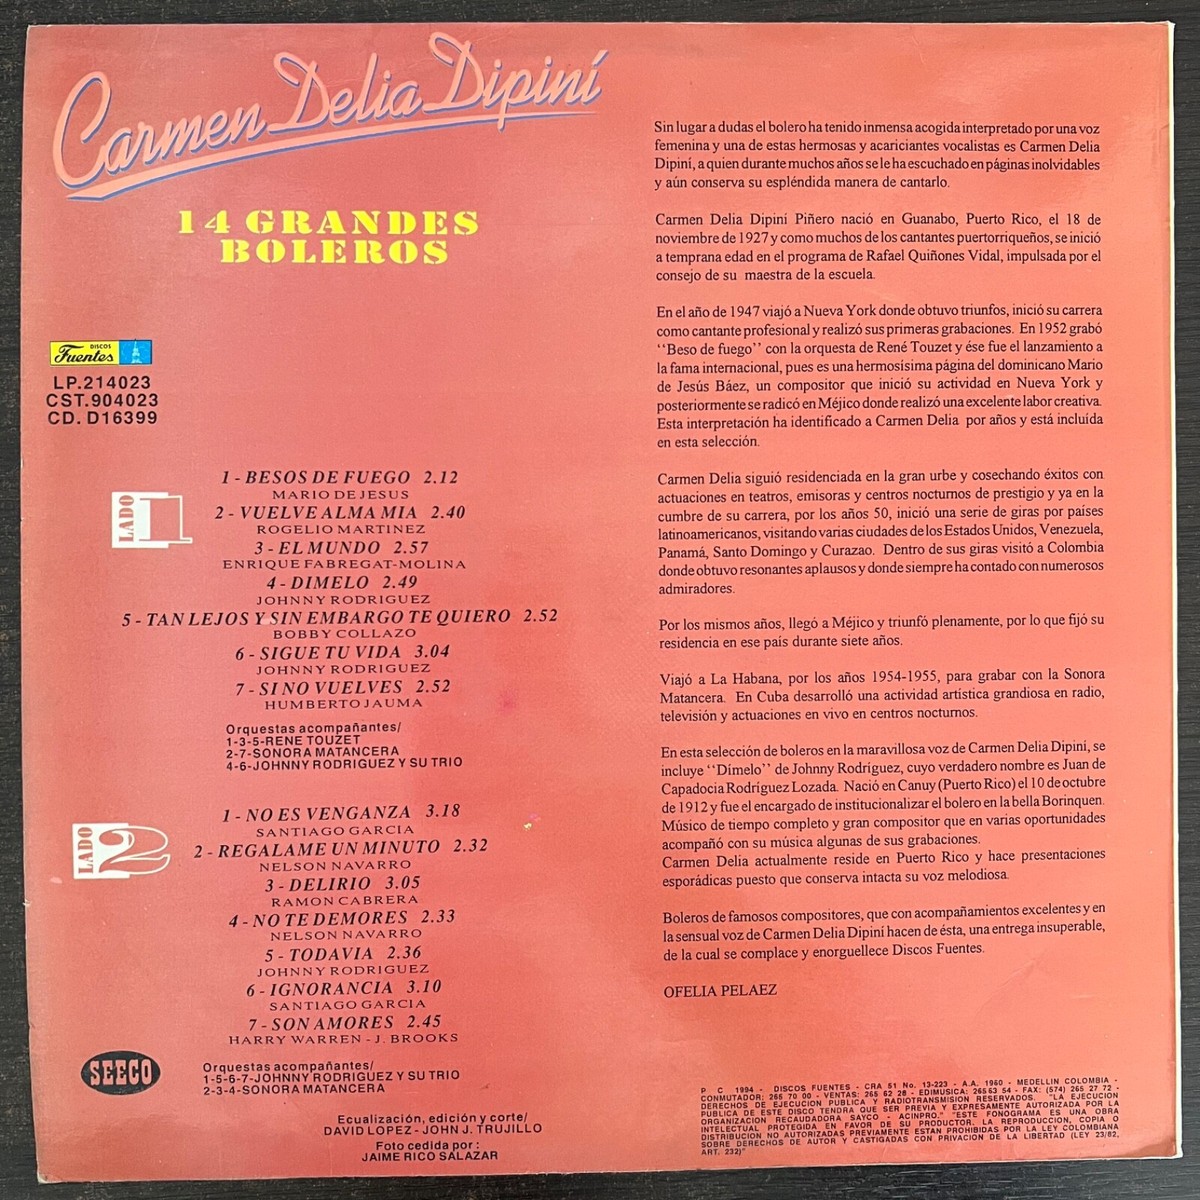 Carmen Delia Dipiní
14 GRANDES
BOLEROS
DISCOS
Fuentes
LP.214023
CST.904023
CD. D16399
LADO 1
1 - BESOS DE FUEGO 2.12
MARIO DE JESUS
2 - VUELVE ALMA MIA 2.40
ROGELIO MARTINEZ
3 - EL MUNDO 2.57
ENRIQUE FABREGAT-MOLINA
4 - DIMELO 2.49
JOHNNY RODRIGUEZ
5 - TAN LEJOS Y SIN EMBARGO TE QUIERO 2.52
BOBBY COLLAZO
6 - SIGUE TU VIDA 3.04
JOHNNY RODRIGUEZ
7 - SI NO VUELVES 2.52
HUMBERTO JAUMA
Orquestas acompañantes/
1-3-5-RENE TOUZET
2-7-SONORA MATANCERA
4-6-JOHNNY RODRIGUEZ Y SU TRIO
LADO 2
1 - NO ES VENGANZA 3.18
SANTIAGO GARCIA
2 - REGALAME UN MINUTO 2.32
NELSON NAVARRO
3 - DELIRIO 3.05
RAMON CABRERA
4 - NO TE DEMORES 2.33
NELSON NAVARRO
5 - TODAVIA 2.36
JOHNNY RODRIGUEZ
6 - IGNORANCIA 3.10
SANTIAGO GARCIA
7 - SON AMORES 2.45
HARRY WARREN - J. BROOKS
SEECO
Orquestas acompañantes/
1-5-6-7-JOHNNY RODRIGUEZ Y SU TRIO
2-3-4-SONORA MATANCERA
Ecualización, edición y corte/
DAVID LOPEZ - JOHN J. TRUJILLO
Foto cedida por :
JAIME RICO SALAZAR
Sin lugar a dudas el bolero ha tenido inmensa acogida interpretado por una voz
femenina y una de estas hermosas y acariciantes vocalistas es Carmen Delia
Dipiní, a quien durante muchos años se le ha escuchado en páginas inolvidables
y aún conserva su espléndida manera de cantarlo.
Carmen Delia Dipiní Piñero nació en Guanabo, Puerto Rico, el 18 de
noviembre de 1927 y como muchos de los cantantes puertorriqueños, se inició
a temprana edad en el programa de Rafael Quiñones Vidal, impulsada por el
consejo de su maestra de la escuela.
En el año de 1947 viajó a Nueva York donde obtuvo triunfos, inició su carrera
como cantante profesional y realizó sus primeras grabaciones. En 1952 grabó
''Beso de fuego'' con la orquesta de René Touzet y ése fue el lanzamiento a
la fama internacional, pues es una hermosísima página del dominicano Mario
de Jesús Báez, un compositor que inició su actividad en Nueva York y
posteriormente se radicó en Méjico donde realizó una excelente labor creativa.
Esta interpretación ha identificado a Carmen Delia por años y está incluída
en esta selección.
Carmen Delia siguió residenciada en la gran urbe y cosechando éxitos con
actuaciones en teatros, emisoras y centros nocturnos de prestigio y ya en la
cumbre de su carrera, por los años 50, inició una serie de giras por países
latinoamericanos, visitando varias ciudades de los Estados Unidos, Venezuela,
Panamá, Santo Domingo y Curazao. Dentro de sus giras visitó a Colombia
donde obtuvo resonantes aplausos y donde siempre ha contado con numerosos
admiradores.
Por los mismos años, llegó a Méjico y triunfó plenamente, por lo que fijó su
residencia en ese país durante siete años.
Viajó a La Habana, por los años 1954-1955, para grabar con la Sonora
Matancera. En Cuba desarrolló una actividad artística grandiosa en radio,
televisión y actuaciones en vivo en centros nocturnos.
En esta selección de boleros en la maravillosa voz de Carmen Delia Dipiní, se
incluye ''Dímelo'' de Johnny Rodríguez, cuyo verdadero nombre es Juan de
Capadocia Rodríguez Lozada. Nació en Canuy (Puerto Rico) el 10 de octubre
de 1912 y fue el encargado de institucionalizar el bolero en la bella Borinquen.
Músico de tiempo completo y gran compositor que en varias oportunidades
acompañó con su música algunas de sus grabaciones.
Carmen Delia actualmente reside en Puerto Rico y hace presentaciones
esporádicas puesto que conserva intacta su voz melodiosa.
Boleros de famosos compositores, que con acompañamientos excelentes y en
la sensual voz de Carmen Delia Dipiní hacen de ésta, una entrega insuperable,
de la cual se complace y enorguellece Discos Fuentes.
OFELIA PELAEZ
P C 1994 - DISCOS FUENTES - CRA 51 No. 13-223 - A.A. 1960 - MEDELLIN COLOMBIA -
CONMUTADOR: 265 70 00 - VENTAS: 265 62 28 - EDIMUSICA: 265 63 54 - FAX: (574) 265 27 72
DERECHOS DE EJECUCION PUBLICA Y RADIOTRANSMISION RESERVADOS. "LA EJECUCION
PUBLICA DE ESTE DISCO TENDRA QUE SER PREVIA Y EXPRESAMENTE AUTORIZADA POR LA
ORGANIZACION RECAUDADORA SAYCO - ACINPRO." "ESTE FONOGRAMA ES UNA OBRA
INTELECTUAL PROTEGIDA EN FAVOR DE SU PRODUCTOR. LA REPRODUCCION, COPIA O
DISTRIBUCION NO AUTORIZADAS PREVIAMENTE ESTAN PROHIBIDAS POR LA LEY COLOMBIANA
SOBRE DERECHOS DE AUTOR Y CASTIGADAS CON PRIVACION DE LA LIBERTAD (LEY 23/82,
ART. 232)"